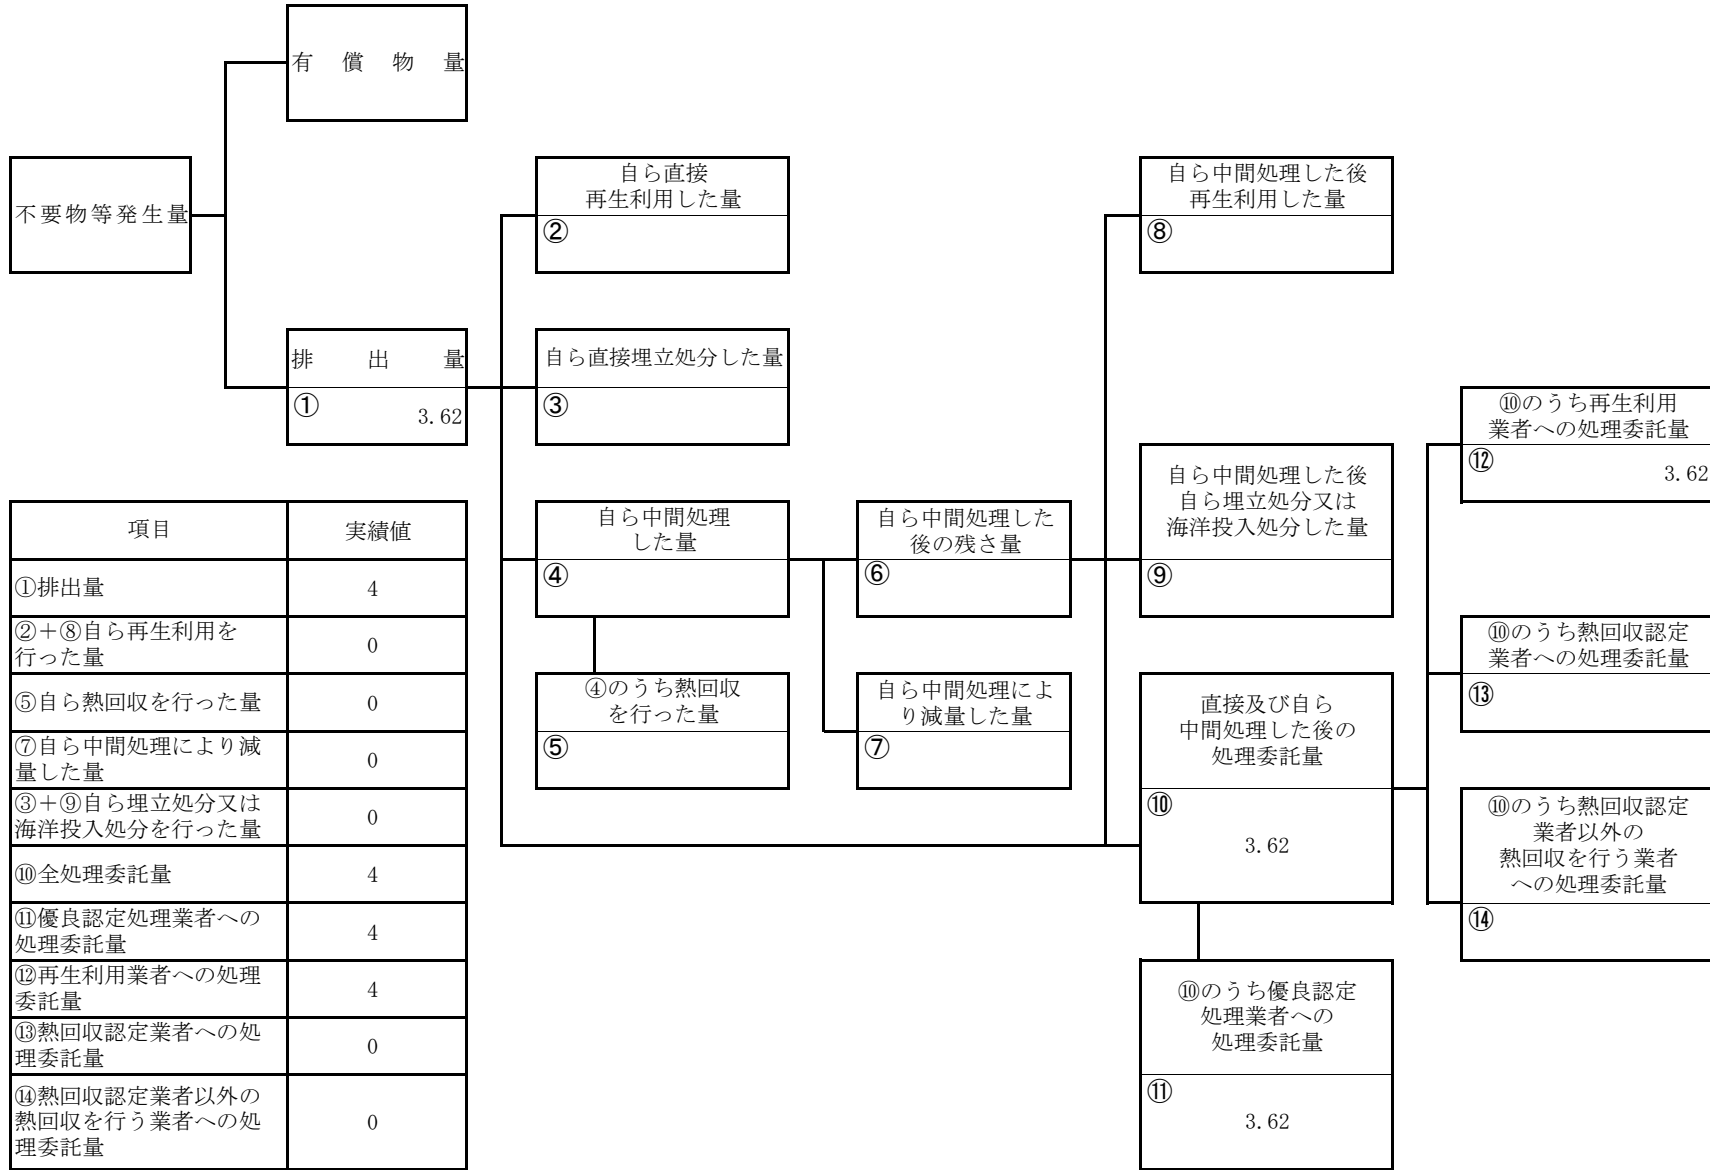 有償物量
不要物等発生量
排出量
①
3.62
自ら直接
再生利用した量
②
自ら直接埋立処分した量
③
自ら中間処理
した量
④
④のうち熱回収
を行った量
⑤
自ら中間処理した
後の残さ量
⑥
自ら中間処理によ
り減量した量
⑦
自ら中間処理した後
再生利用した量
⑧
自ら中間処理した後
自ら埋立処分又は
海洋投入処分した量
⑨
直接及び自ら
中間処理した後の
処理委託量
⑩
3.62
⑩のうち優良認定
処理業者への
処理委託量
⑪
3.62
⑩のうち再生利用
業者への処理委託量
⑫
3.62
⑩のうち熱回収認定
業者への処理委託量
⑬
⑩のうち熱回収認定
業者以外の
熱回収を行う業者
への処理委託量
⑭
項目 実績値
①排出量 4
②＋⑧自ら再生利用を
行った量 0
⑤自ら熱回収を行った量 0
⑦自ら中間処理により減
量した量 0
③＋⑨自ら埋立処分又は
海洋投入処分を行った量 0
⑩全処理委託量 4
⑪優良認定処理業者への
処理委託量 4
⑫再生利用業者への処理
委託量 4
⑬熱回収認定業者への処
理委託量 0
⑭熱回収認定業者以外の
熱回収を行う業者への処
理委託量 0